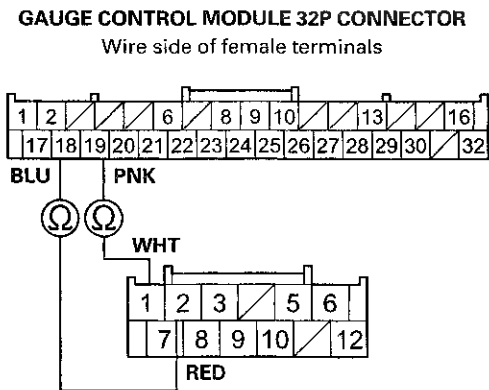 GAUGE CONTROL MODULE 32P CONNECTOR
Wire side of female terminals
1 2 6 8 9 10 13 16
17 18 19 20 21 22 23 24 25 26 27 28 29 30 32
BLU PNK
Ω Ω
WHT
1 2 3 5 6
7 8 9 10 12
RED